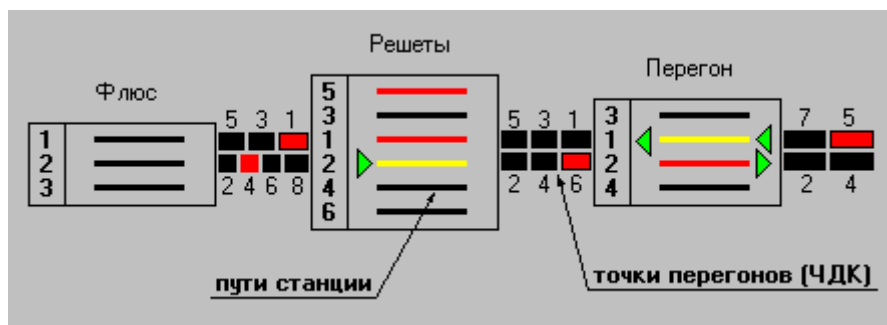 Решеты
Перегон
Флюс
5
3
1
2
4
6
1
2
3
5 3 1
2 4 6 8
5 3 1
2 4 6
3
1
2
4
7 5
2 4
пути станции
точки перегонов (ЧДК)